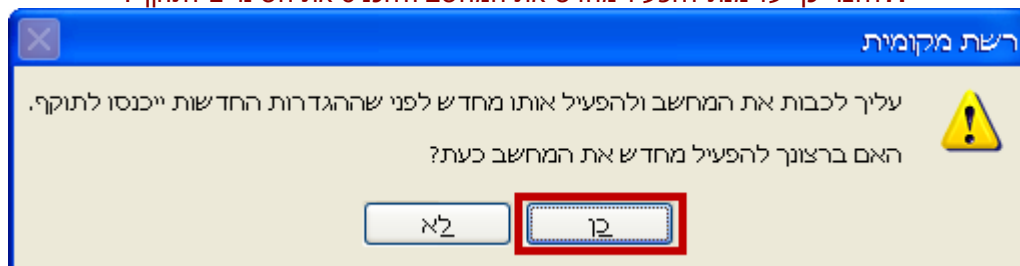 רשת מקומית
עליך לכבות את המחשב ולהפעיל אותו מחדש לפני שההגדרות החדשות ייכנסו לתוקף.
האם ברצונך להפעיל מחדש את המחשב כעת?
כן
לא